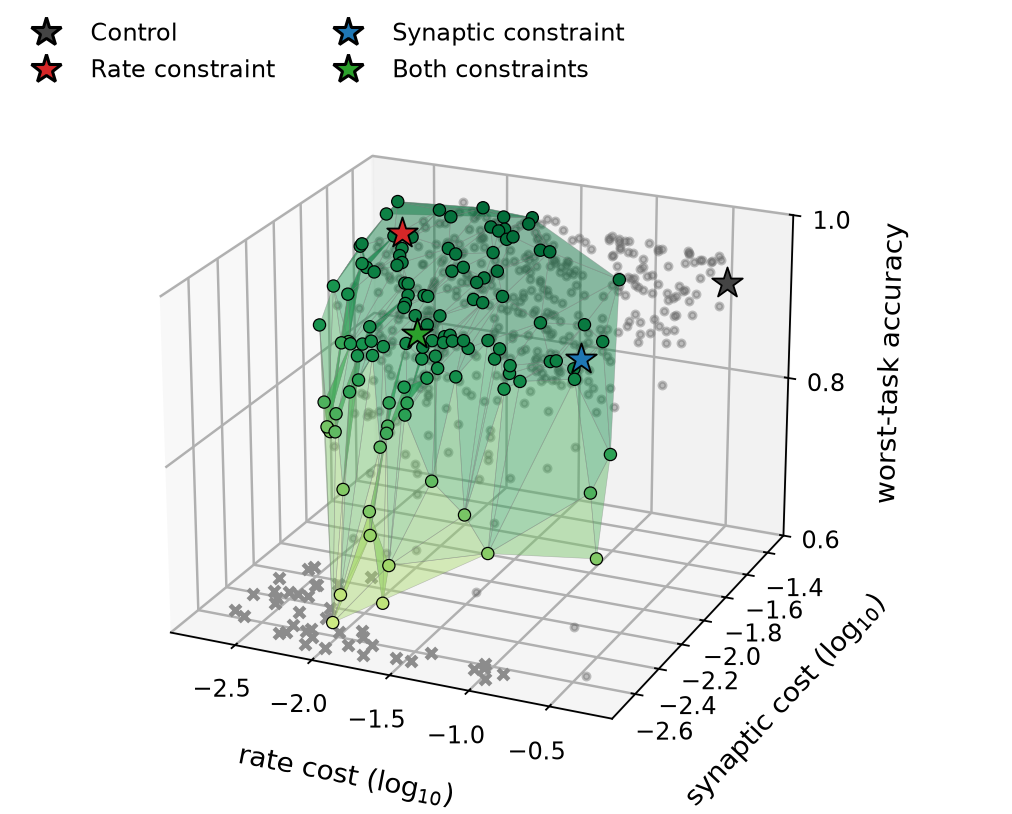 Control
Rate constraint
Synaptic constraint
Both constraints
1.0
0.8
0.6
worst-task accuracy
−1.4
−1.6
−1.8
−2.0
−2.2
−2.4
−2.6
synaptic cost (log₁₀)
−2.5
−2.0
−1.5
−1.0
−0.5
rate cost (log₁₀)